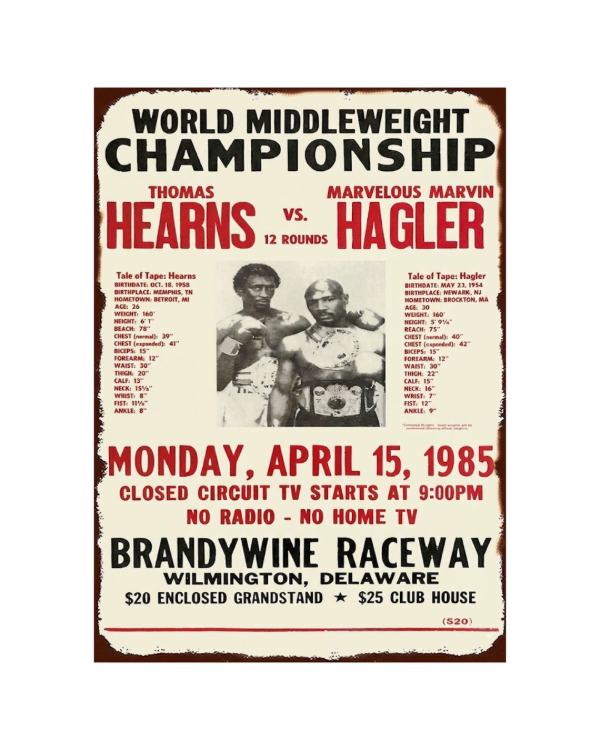 WORLD MIDDLEWEIGHT
CHAMPIONSHIP
THOMAS
HEARNS
VS.
12 ROUNDS
MARVELOUS MARVIN
HAGLER
Tale of Tape: Hearns
BIRTHDATE: OCT. 18, 1958
BIRTHPLACE: MEMPHIS, TN
HOMETOWN: BETROIT, MI
AGE: 26
WEIGHT: 160'
HEIGHT: 6' 1"
BEACH: 78"
CHEST (normal): 39"
CHEST (expanded): 41"
BICEPS: 15"
FOREARM: 12"
WAIST: 30"
THIGH: 20"
CALF: 13"
NECK: 15½"
WRIST: 8"
FIST: 11½"
ANKLE: 8"
Tale of Tape: Hagler
BIRTHDATE: MAY 23, 1954
BIRTHPLACE: NEWARK, NJ
HOMETOWN: BROCKTON, MA
AGE: 30
WEIGHT: 160'
HEIGHT: 5' 9¼"
REACH: 75"
CHEST (normal): 40"
CHEST (expanded): 42"
BICEPS: 15"
FOREARM: 12"
WAIST: 30"
THIGH: 22"
CALF: 15"
NECK: 16"
WRIST: 7"
FIST: 12"
ANKLE: 9"
MONDAY, APRIL 15, 1985
CLOSED CIRCUIT TV STARTS AT 9:00PM
NO RADIO - NO HOME TV
BRANDYWINE RACEWAY
WILMINGTON, DELAWARE
$20 ENCLOSED GRANDSTAND ★ $25 CLUB HOUSE
(S20)